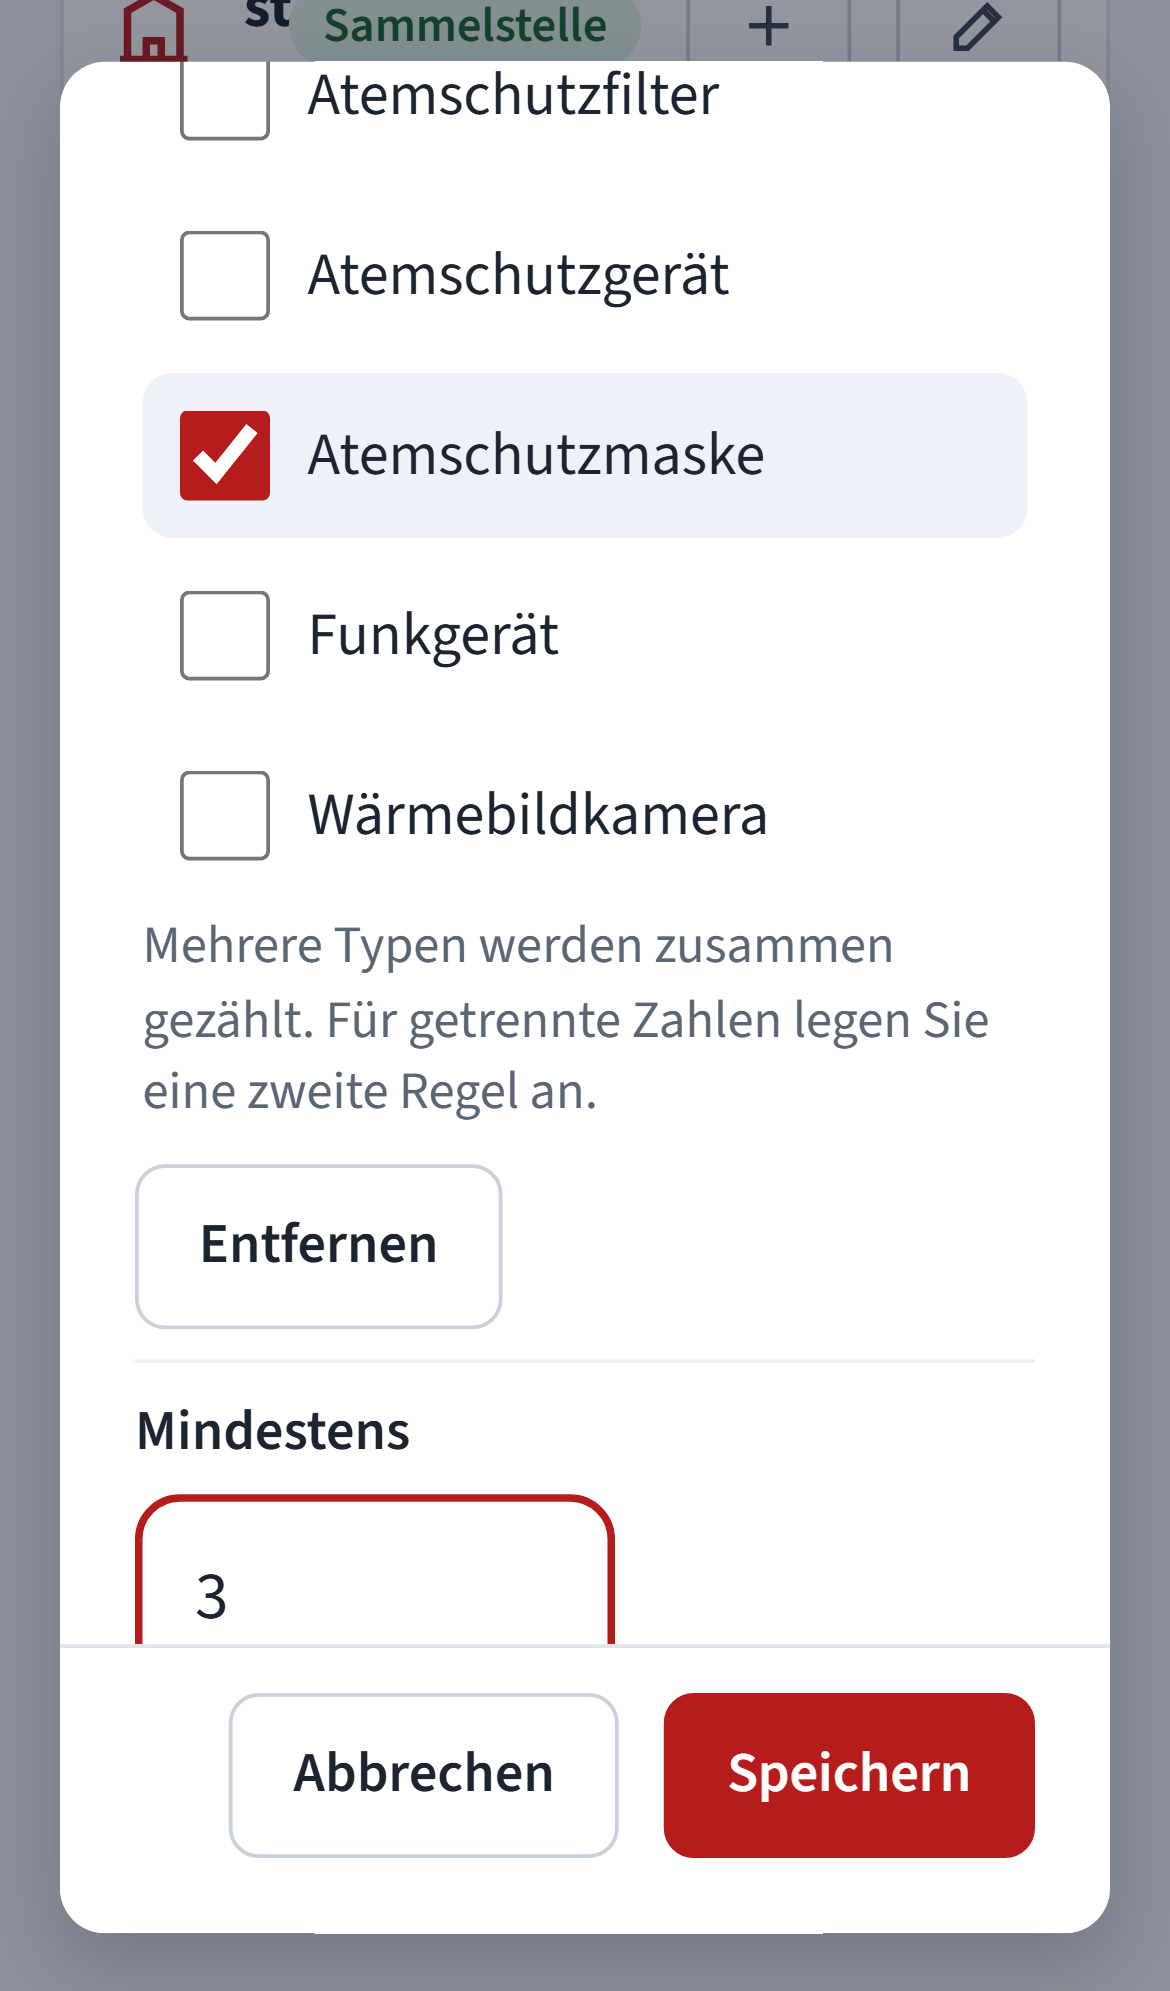 st
Sammelstelle
Atemschutzfilter
Atemschutzgerät
Atemschutzmaske
Funkgerät
Wärmebildkamera
Mehrere Typen werden zusammen
gezählt. Für getrennte Zahlen legen Sie
eine zweite Regel an.
Entfernen
Mindestens
3
Abbrechen
Speichern